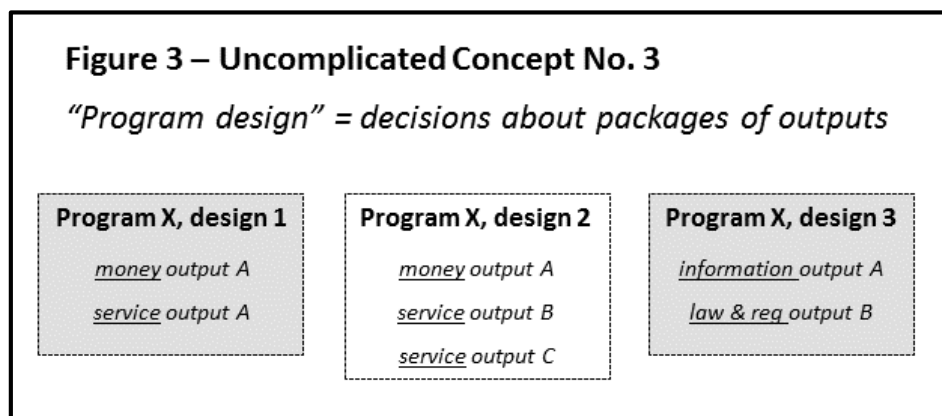 Figure 3 – Uncomplicated Concept No. 3
“Program design” = decisions about packages of outputs
Program X, design 1
money output A
service output A
Program X, design 2
money output A
service output B
service output C
Program X, design 3
information output A
law & reg output B